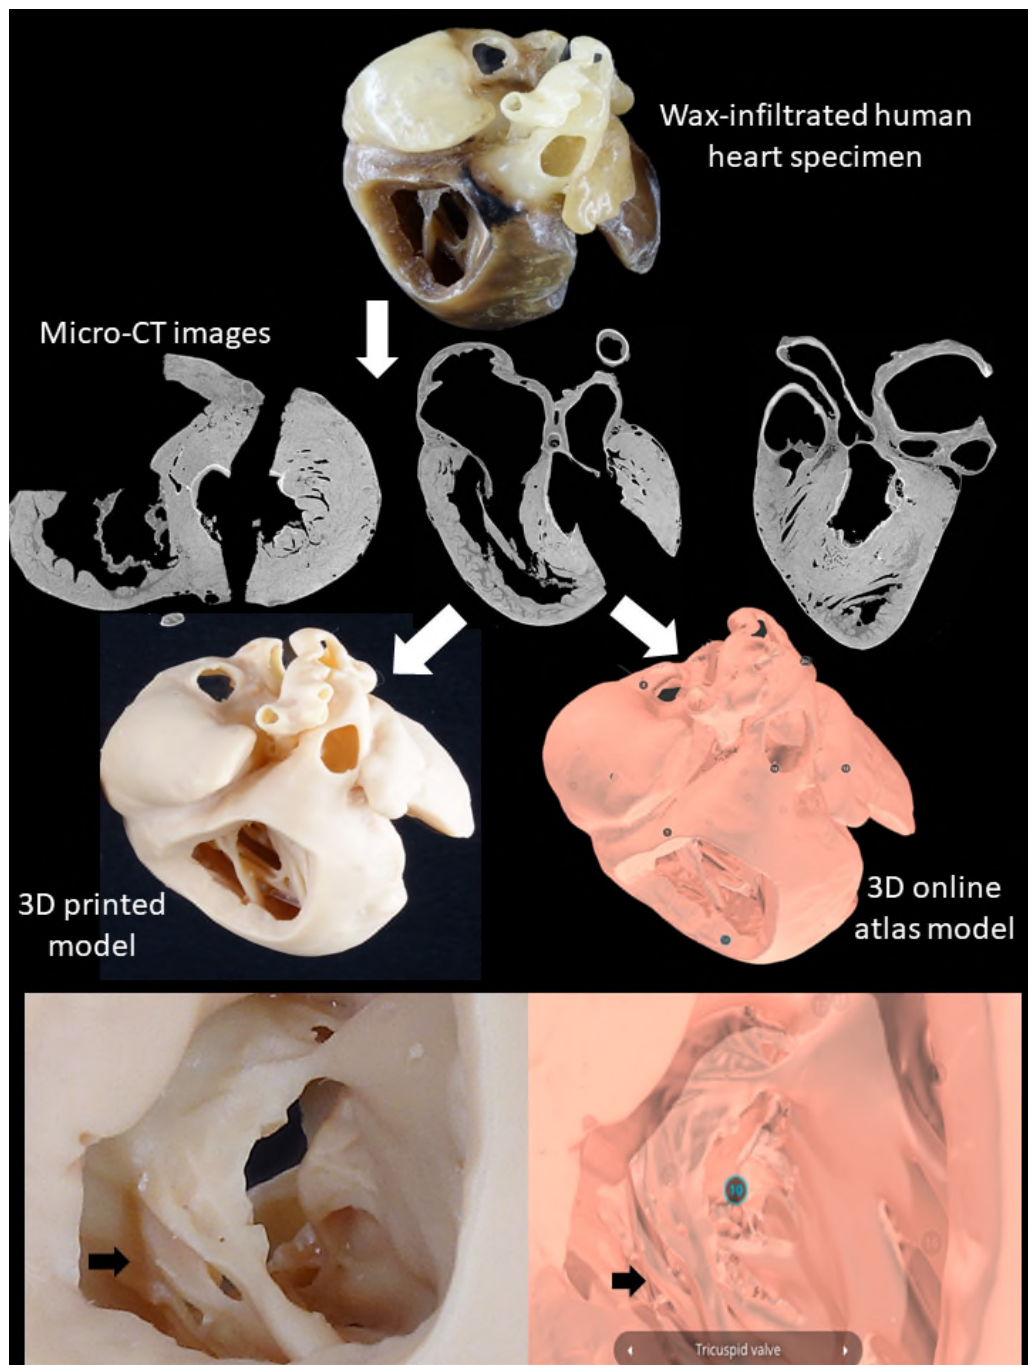 Wax-infiltrated human
heart specimen
Micro-CT images
3D printed
model
3D online
atlas model
10
Tricuspid valve